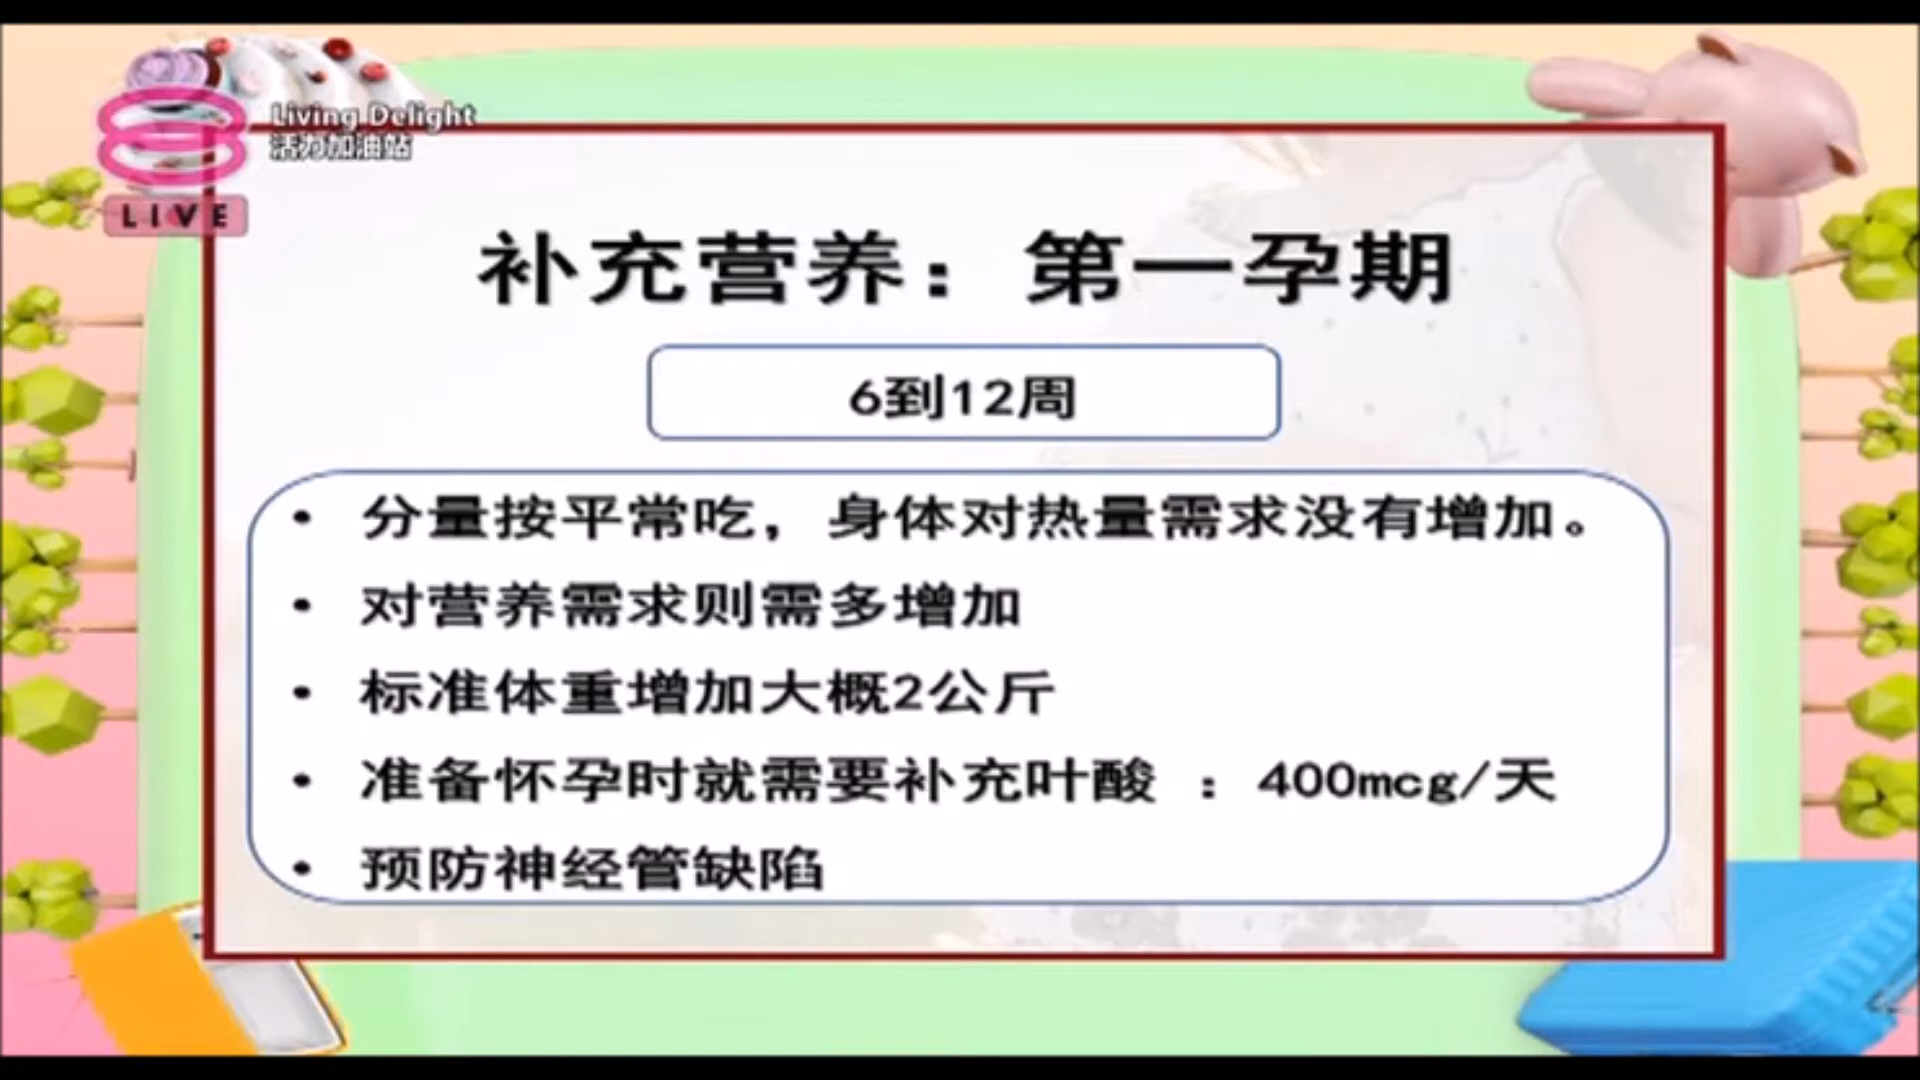 Living Delight
活力加油站
LIVE
补充营养：第一孕期
6到12周
• 分量按平常吃，身体对热量需求没有增加。
• 对营养需求则需多增加
• 标准体重增加大概2公斤
• 准备怀孕时就需要补充叶酸 ：400mcg/天
• 预防神经管缺陷